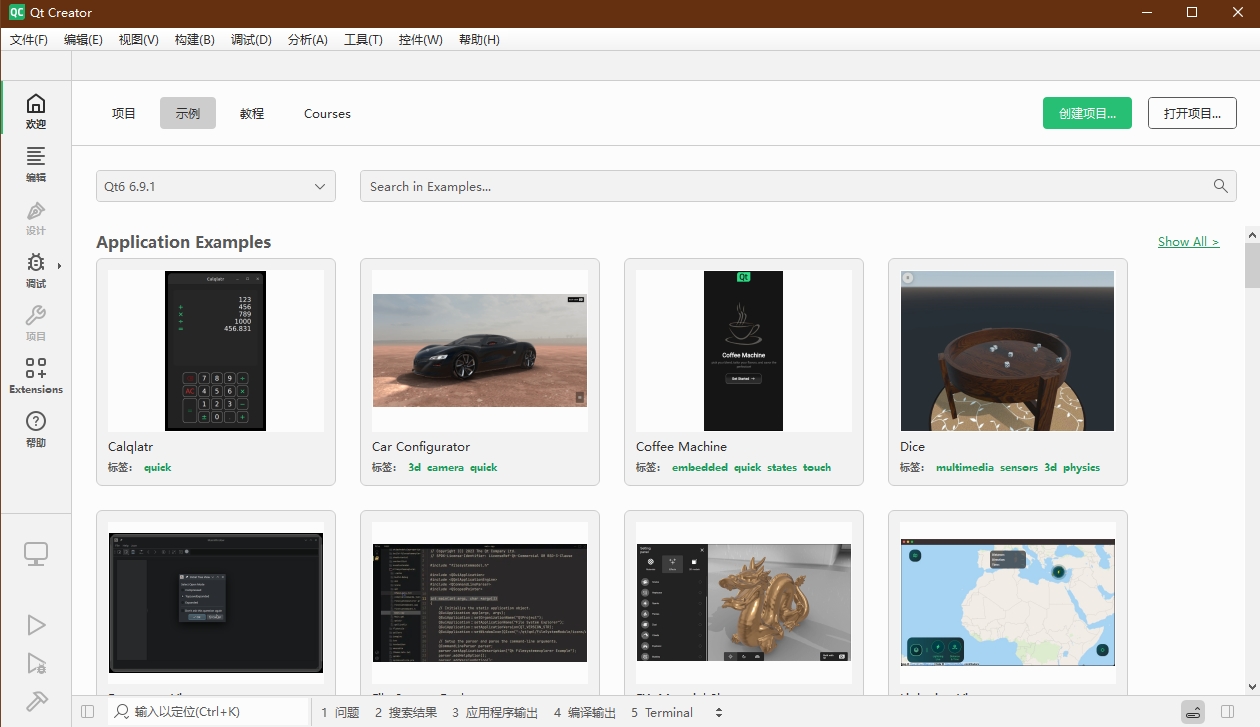 QC Qt Creator
文件(F) 编辑(E) 视图(V) 构建(B) 调试(D) 分析(A) 工具(T) 控件(W) 帮助(H)
欢迎
编辑
设计
调试
项目
Extensions
帮助
项目 示例 教程 Courses 创建项目... 打开项目...
Qt6 6.9.1 Search in Examples...
Application Examples Show All >
Calqlatr
123
+ 456
× 789
+ 1000
= 456.831
7 8 9 +
AC 4 5 6 ×
1 2 3 −
± 0 . +
Qt
Coffee Machine
Get Started
Calqlatr
标签: quick
Car Configurator
标签: 3d camera quick
Coffee Machine
标签: embedded quick states touch
Dice
标签: multimedia sensors 3d physics
输入以定位(Ctrl+K) 1 问题 2 搜索结果 3 应用程序输出 4 编译输出 5 Terminal